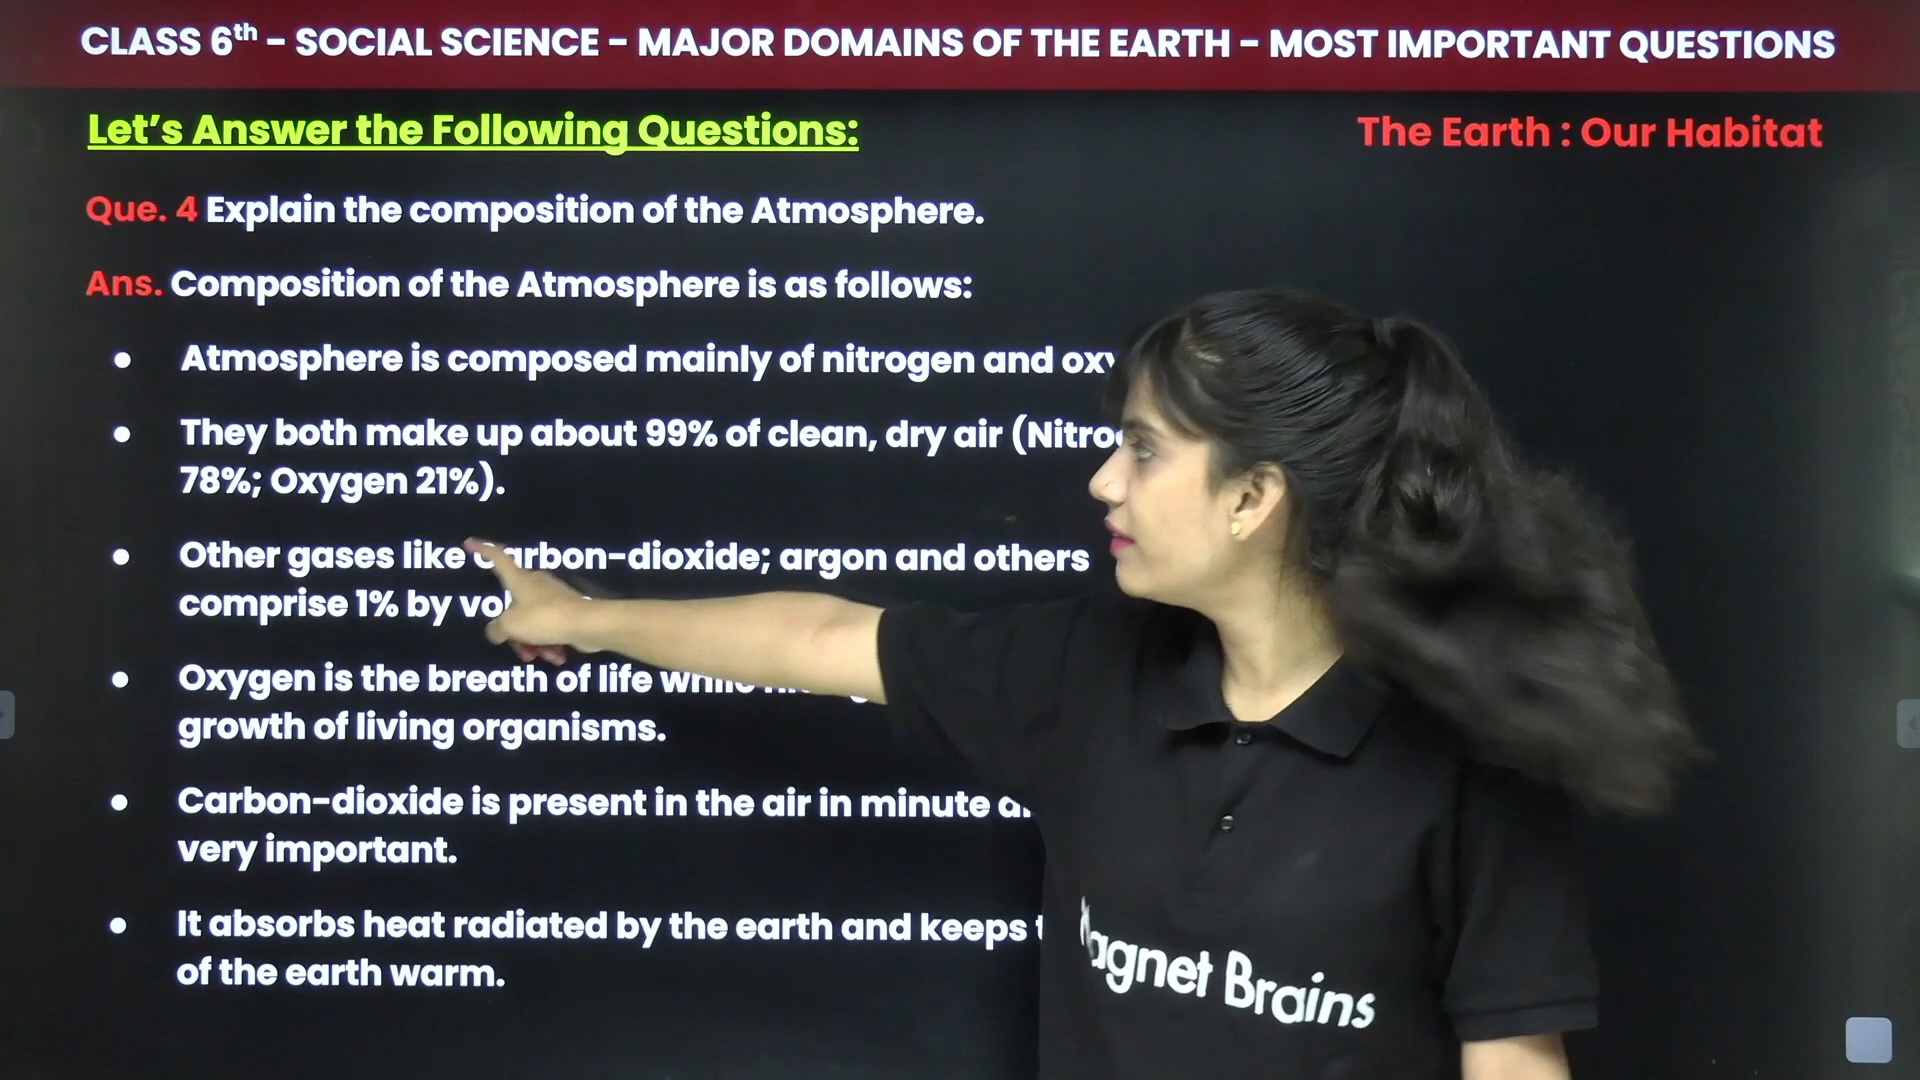 CLASS 6th – SOCIAL SCIENCE – MAJOR DOMAINS OF THE EARTH – MOST IMPORTANT QUESTIONS
Let's Answer the Following Questions:
The Earth : Our Habitat
Que. 4 Explain the composition of the Atmosphere.
Ans. Composition of the Atmosphere is as follows:
● Atmosphere is composed mainly of nitrogen and
● They both make up about 99% of clean, dry air
78%; Oxygen 21%).
● Other gases like Carbon-dioxide; argon and others
comprise 1% by
● Oxygen is the breath of life while
growth of living organisms.
● Carbon-dioxide is present in the air in minute
very important.
● It absorbs heat radiated by the earth and keeps
of the earth warm.
Magnet Brains